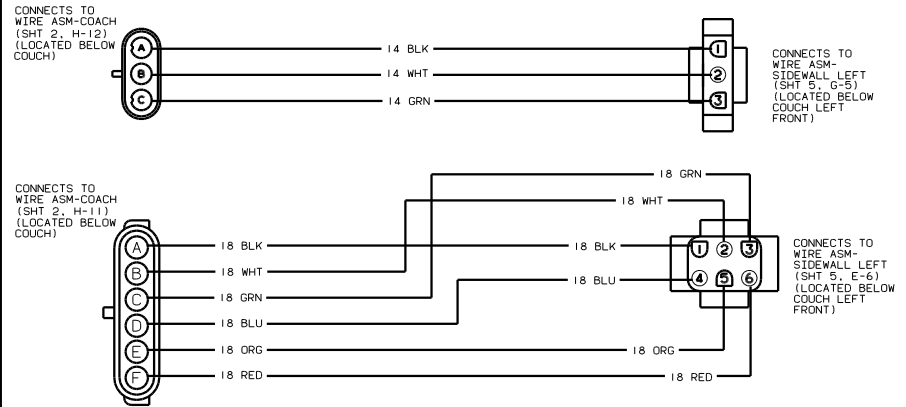 CONNECTS TO
WIRE ASM-COACH
(SHT 2, H-12)
(LOCATED BELOW
COUCH)
A
B
C
14 BLK
14 WHT
14 GRN
1
2
3
CONNECTS TO
WIRE ASM-
SIDEWALL LEFT
(SHT 5, G-5)
(LOCATED BELOW
COUCH LEFT
FRONT)
CONNECTS TO
WIRE ASM-COACH
(SHT 2, H-11)
(LOCATED BELOW
COUCH)
A
B
C
D
E
F
18 BLK
18 WHT
18 GRN
18 BLU
18 ORG
18 RED
18 GRN
18 WHT
18 BLK
18 BLU
18 ORG
18 RED
1 2 3
4 5 6
CONNECTS TO
WIRE ASM-
SIDEWALL LEFT
(SHT 5, E-6)
(LOCATED BELOW
COUCH LEFT
FRONT)